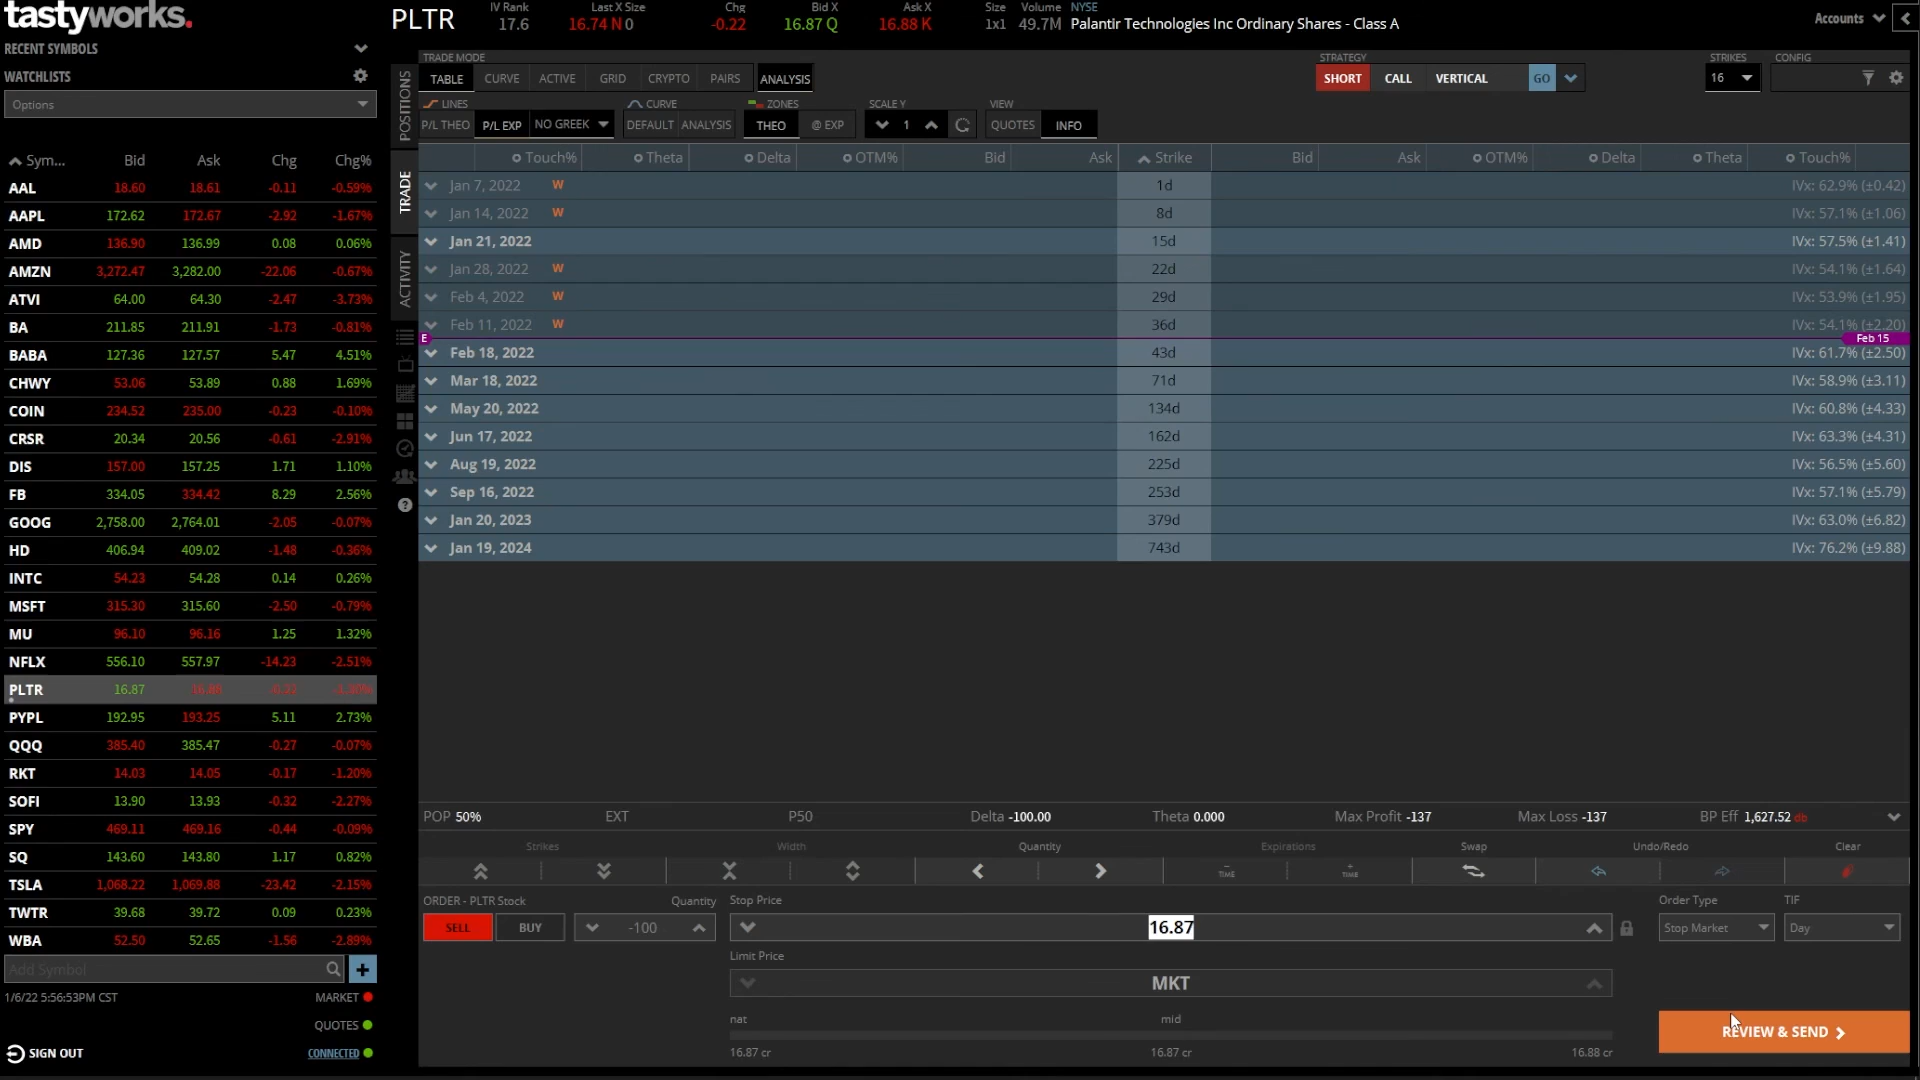 tastyworks.
RECENT SYMBOLS
WATCHLISTS
Options
Sym... Bid Ask Chg Chg%
AAL 18.60 18.61 -0.11 -0.59%
AAPL 172.62 172.67 -2.92 -1.67%
AMD 136.90 136.99 0.08 0.06%
AMZN 3,272.47 3,282.00 -22.06 -0.67%
ATVI 64.00 64.30 -2.47 -3.73%
BA 211.85 211.91 -1.73 -0.81%
BABA 127.36 127.57 5.47 4.51%
CHWY 53.06 53.89 0.88 1.69%
COIN 234.52 235.00 -0.23 -0.10%
CRSR 20.34 20.56 -0.61 -2.91%
DIS 157.00 157.25 1.71 1.10%
FB 334.05 334.42 8.29 2.56%
GOOG 2,758.00 2,764.01 -2.05 -0.07%
HD 406.94 409.02 -1.48 -0.36%
INTC 54.23 54.28 0.14 0.26%
MSFT 315.30 315.60 -2.50 -0.79%
MU 96.10 96.16 1.25 1.32%
NFLX 556.10 557.97 -14.23 -2.51%
PLTR 16.87
PYPL 192.95 193.25 5.11 2.73%
QQQ 385.40 385.47 -0.27 -0.07%
RKT 14.03 14.05 -0.17 -1.20%
SOFI 13.90 13.93 -0.32 -2.27%
SPY 469.11 469.16 -0.44 -0.09%
SQ 143.60 143.80 1.17 0.82%
TSLA 1,068.22 1,069.88 -23.42 -2.15%
TWTR 39.68 39.72 0.09 0.23%
WBA 52.50 52.65 -1.56 -2.89%
Add Symbol
1/6/22 5:56:53PM CST MARKET
QUOTES
SIGN OUT CONNECTED
POSITIONS
TRADE
ACTIVITY
PLTR
IV Rank Last X Size Chg Bid X Ask X Size Volume NYSE
17.6 16.74 N 0 -0.22 16.87 Q 16.88 K 1x1 49.7M Palantir Technologies Inc Ordinary Shares - Class A
Accounts
TRADE MODE STRATEGY STRIKES CONFIG
TABLE CURVE ACTIVE GRID CRYPTO PAIRS ANALYSIS SHORT CALL VERTICAL GO 16
LINES CURVE ZONES SCALE Y VIEW
P/L THEO P/L EXP NO GREEK DEFAULT ANALYSIS THEO @ EXP 1 QUOTES INFO
Touch% Theta Delta OTM% Bid Ask Strike Bid Ask OTM% Delta Theta Touch%
Jan 7, 2022 W 1d IVx: 62.9% (±0.42)
Jan 14, 2022 W 8d IVx: 57.1% (±1.06)
Jan 21, 2022 15d IVx: 57.5% (±1.41)
Jan 28, 2022 W 22d IVx: 54.1% (±1.64)
Feb 4, 2022 W 29d IVx: 53.9% (±1.95)
Feb 11, 2022 W 36d IVx: 54.1% (±2.20)
E Feb 15
Feb 18, 2022 43d IVx: 61.7% (±2.50)
Mar 18, 2022 71d IVx: 58.9% (±3.11)
May 20, 2022 134d IVx: 60.8% (±4.33)
Jun 17, 2022 162d IVx: 63.3% (±4.31)
Aug 19, 2022 225d IVx: 56.5% (±5.60)
Sep 16, 2022 253d IVx: 57.1% (±5.79)
Jan 20, 2023 379d IVx: 63.0% (±6.82)
Jan 19, 2024 743d IVx: 76.2% (±9.88)
POP 50% EXT P50 Delta -100.00 Theta 0.000 Max Profit -137 Max Loss -137 BP Eff 1,627.52 db
Strikes Width Quantity Expirations Swap Undo/Redo Clear
TIME TIME
ORDER - PLTR Stock Quantity Stop Price Order Type TIF
SELL BUY -100 16.87 Stop Market Day
Limit Price
MKT
nat mid
16.87 cr 16.87 cr 16.88 cr
REVIEW & SEND